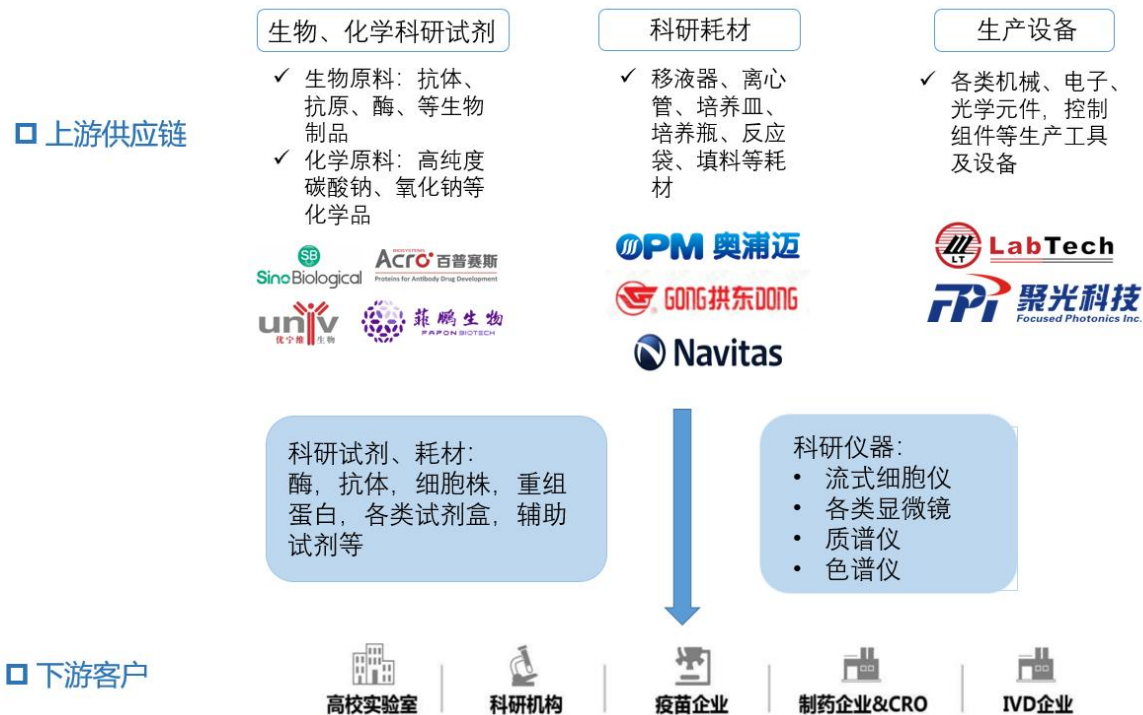 生物、化学科研试剂
科研耗材
生产设备
上游供应链
✓ 生物原料：抗体、
抗原、酶、等生物
制品
✓ 化学原料：高纯度
碳酸钠、氧化钠等
化学品
✓ 移液器、离心
管、培养皿、
培养瓶、反应
袋、填料等耗
材
✓ 各类机械、电子、
光学元件，控制
组件等生产工具
及设备
SB
SinoBiological
BIOSYSTEMS
ACRO 百普赛斯
Proteins for Antibody Drug Development
univ
优宁维 生物
菲鹏生物
FAPON BIOTECH
OPM 奥浦迈
GONG拱东DONG
Navitas
LT
LabTech
FPI 聚光科技
Focused Photonics Inc.
科研试剂、耗材：
酶，抗体，细胞株，重组
蛋白，各类试剂盒，辅助
试剂等
科研仪器：
• 流式细胞仪
• 各类显微镜
• 质谱仪
• 色谱仪
下游客户
高校实验室
科研机构
疫苗企业
制药企业&CRO
IVD企业